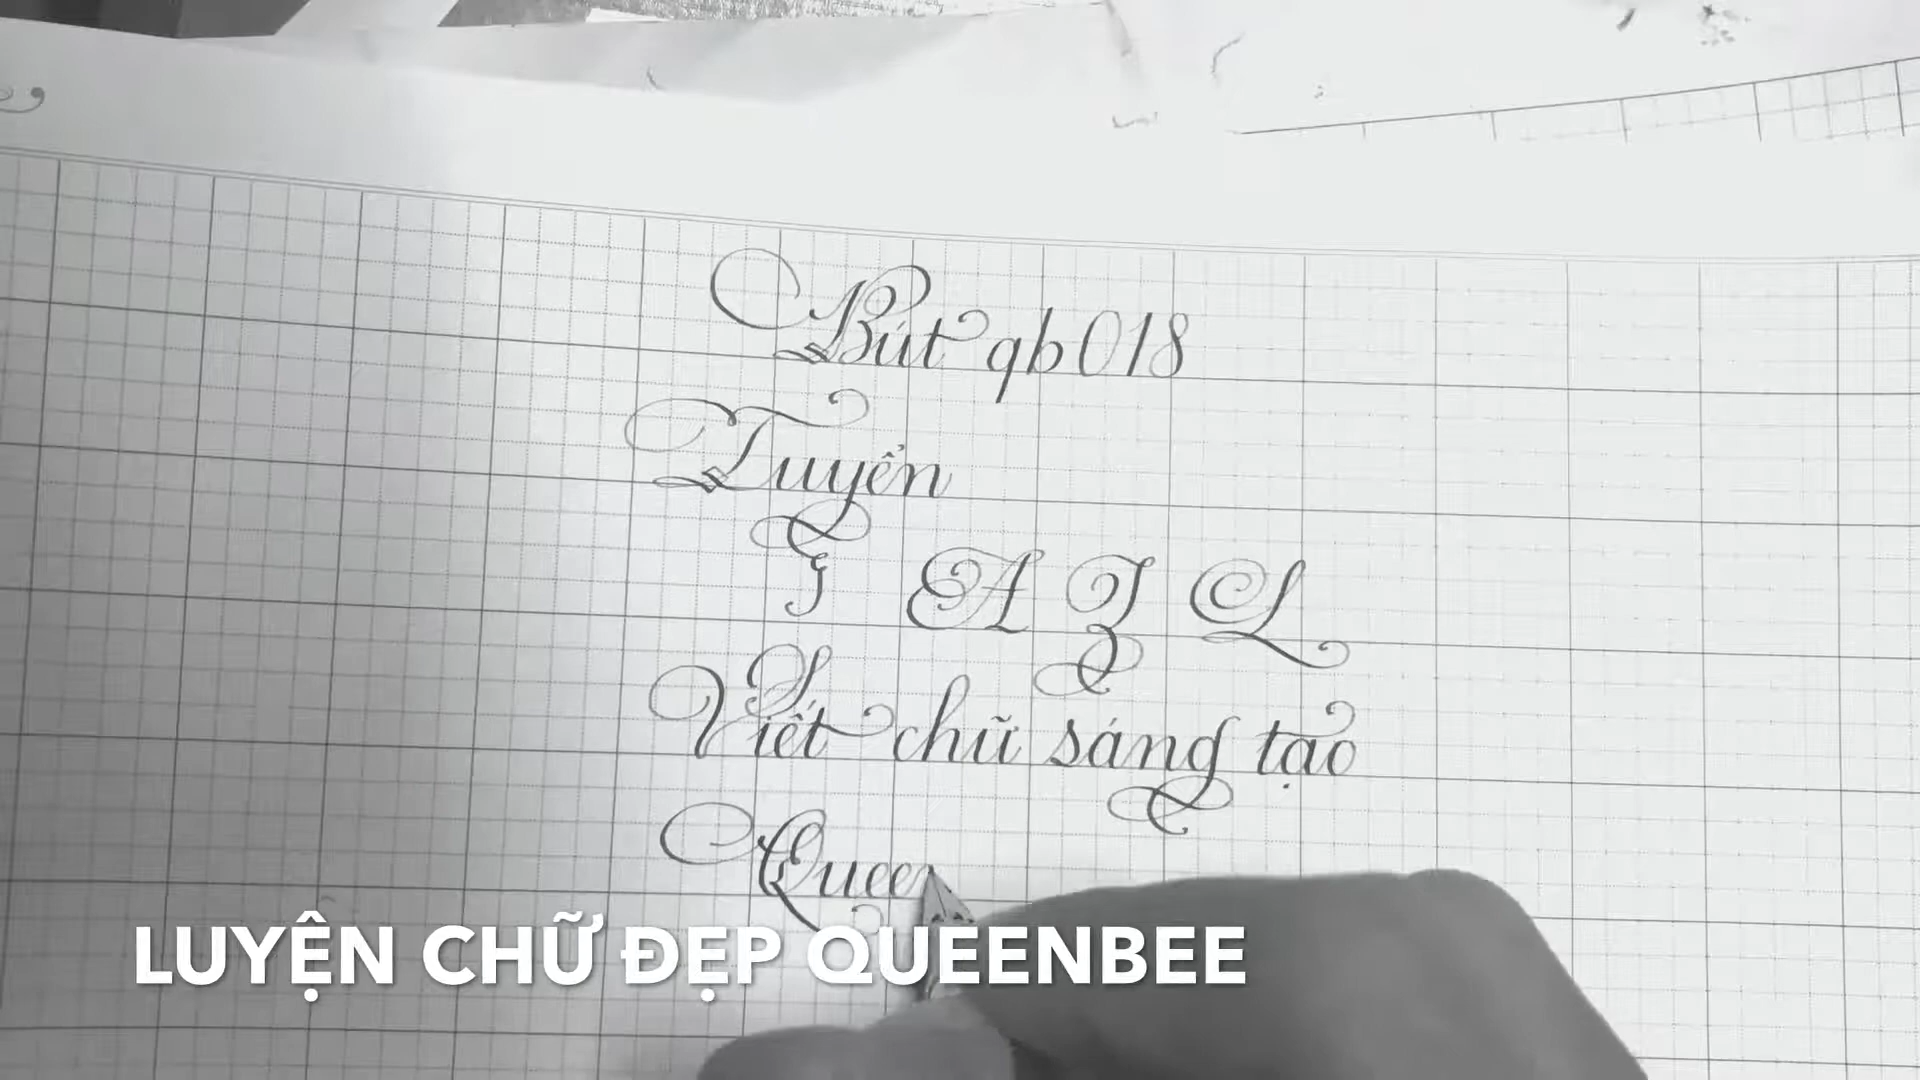 Bút qb018
Tuyển
A I L
Viết chữ sáng tạo
Queen
LUYỆN CHỮ ĐẸP QUEENBEE